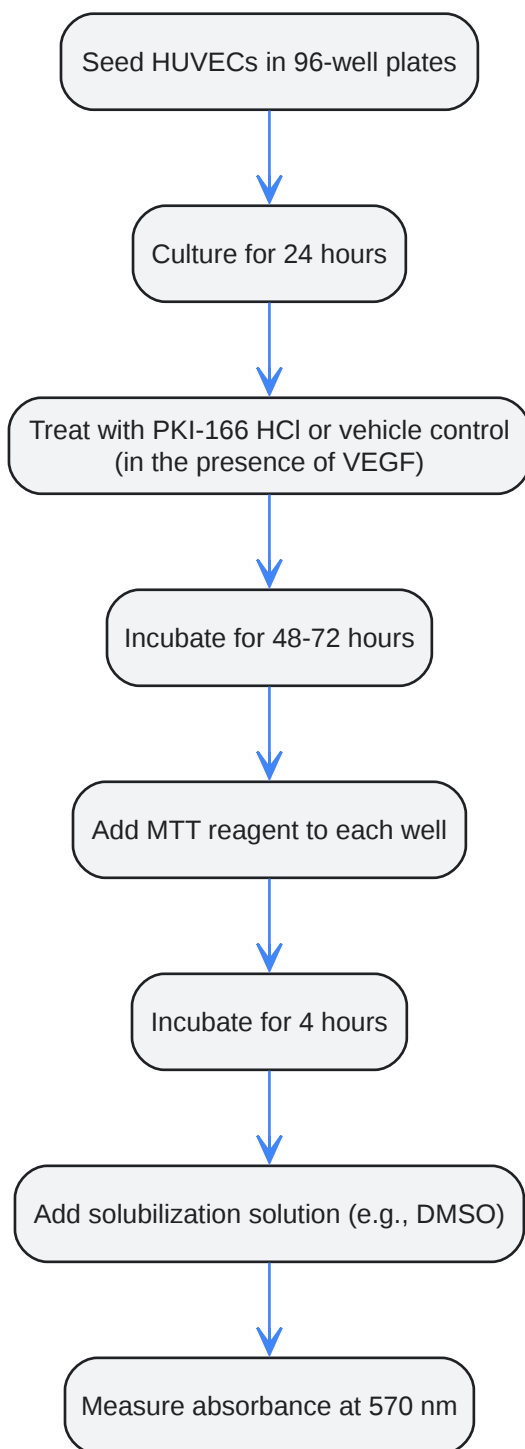 Seed HUVECs in 96-well plates
Culture for 24 hours
Treat with PKI-166 HCl or vehicle control
(in the presence of VEGF)
Incubate for 48-72 hours
Add MTT reagent to each well
Incubate for 4 hours
Add solubilization solution (e.g., DMSO)
Measure absorbance at 570 nm